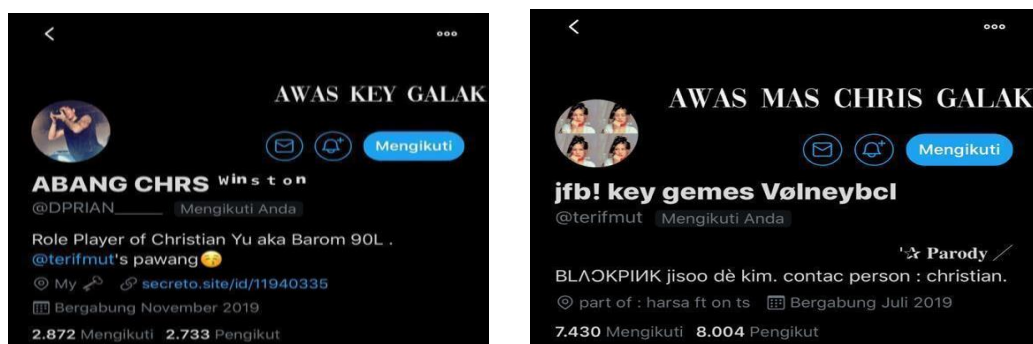 AWAS KEY GALAK
Mengikuti
ABANG CHRS ᵂⁱⁿˢᵗᵒⁿ
@DPRIAN______ Mengikuti Anda
Role Player of Christian Yu aka Barom 90L .
@terifmut's pawang😚
My 🗝 secreto.site/id/11940335
Bergabung November 2019
2.872 Mengikuti 2.733 Pengikut
AWAS MAS CHRIS GALAK
Mengikuti
jfb! key gemes Vølneybcl
@terifmut Mengikuti Anda
'✰ Parody ⟋
BLΛƆKPIИK jisoo dè kim. contac person : christian.
part of : harsa ft on ts Bergabung Juli 2019
7.430 Mengikuti 8.004 Pengikut